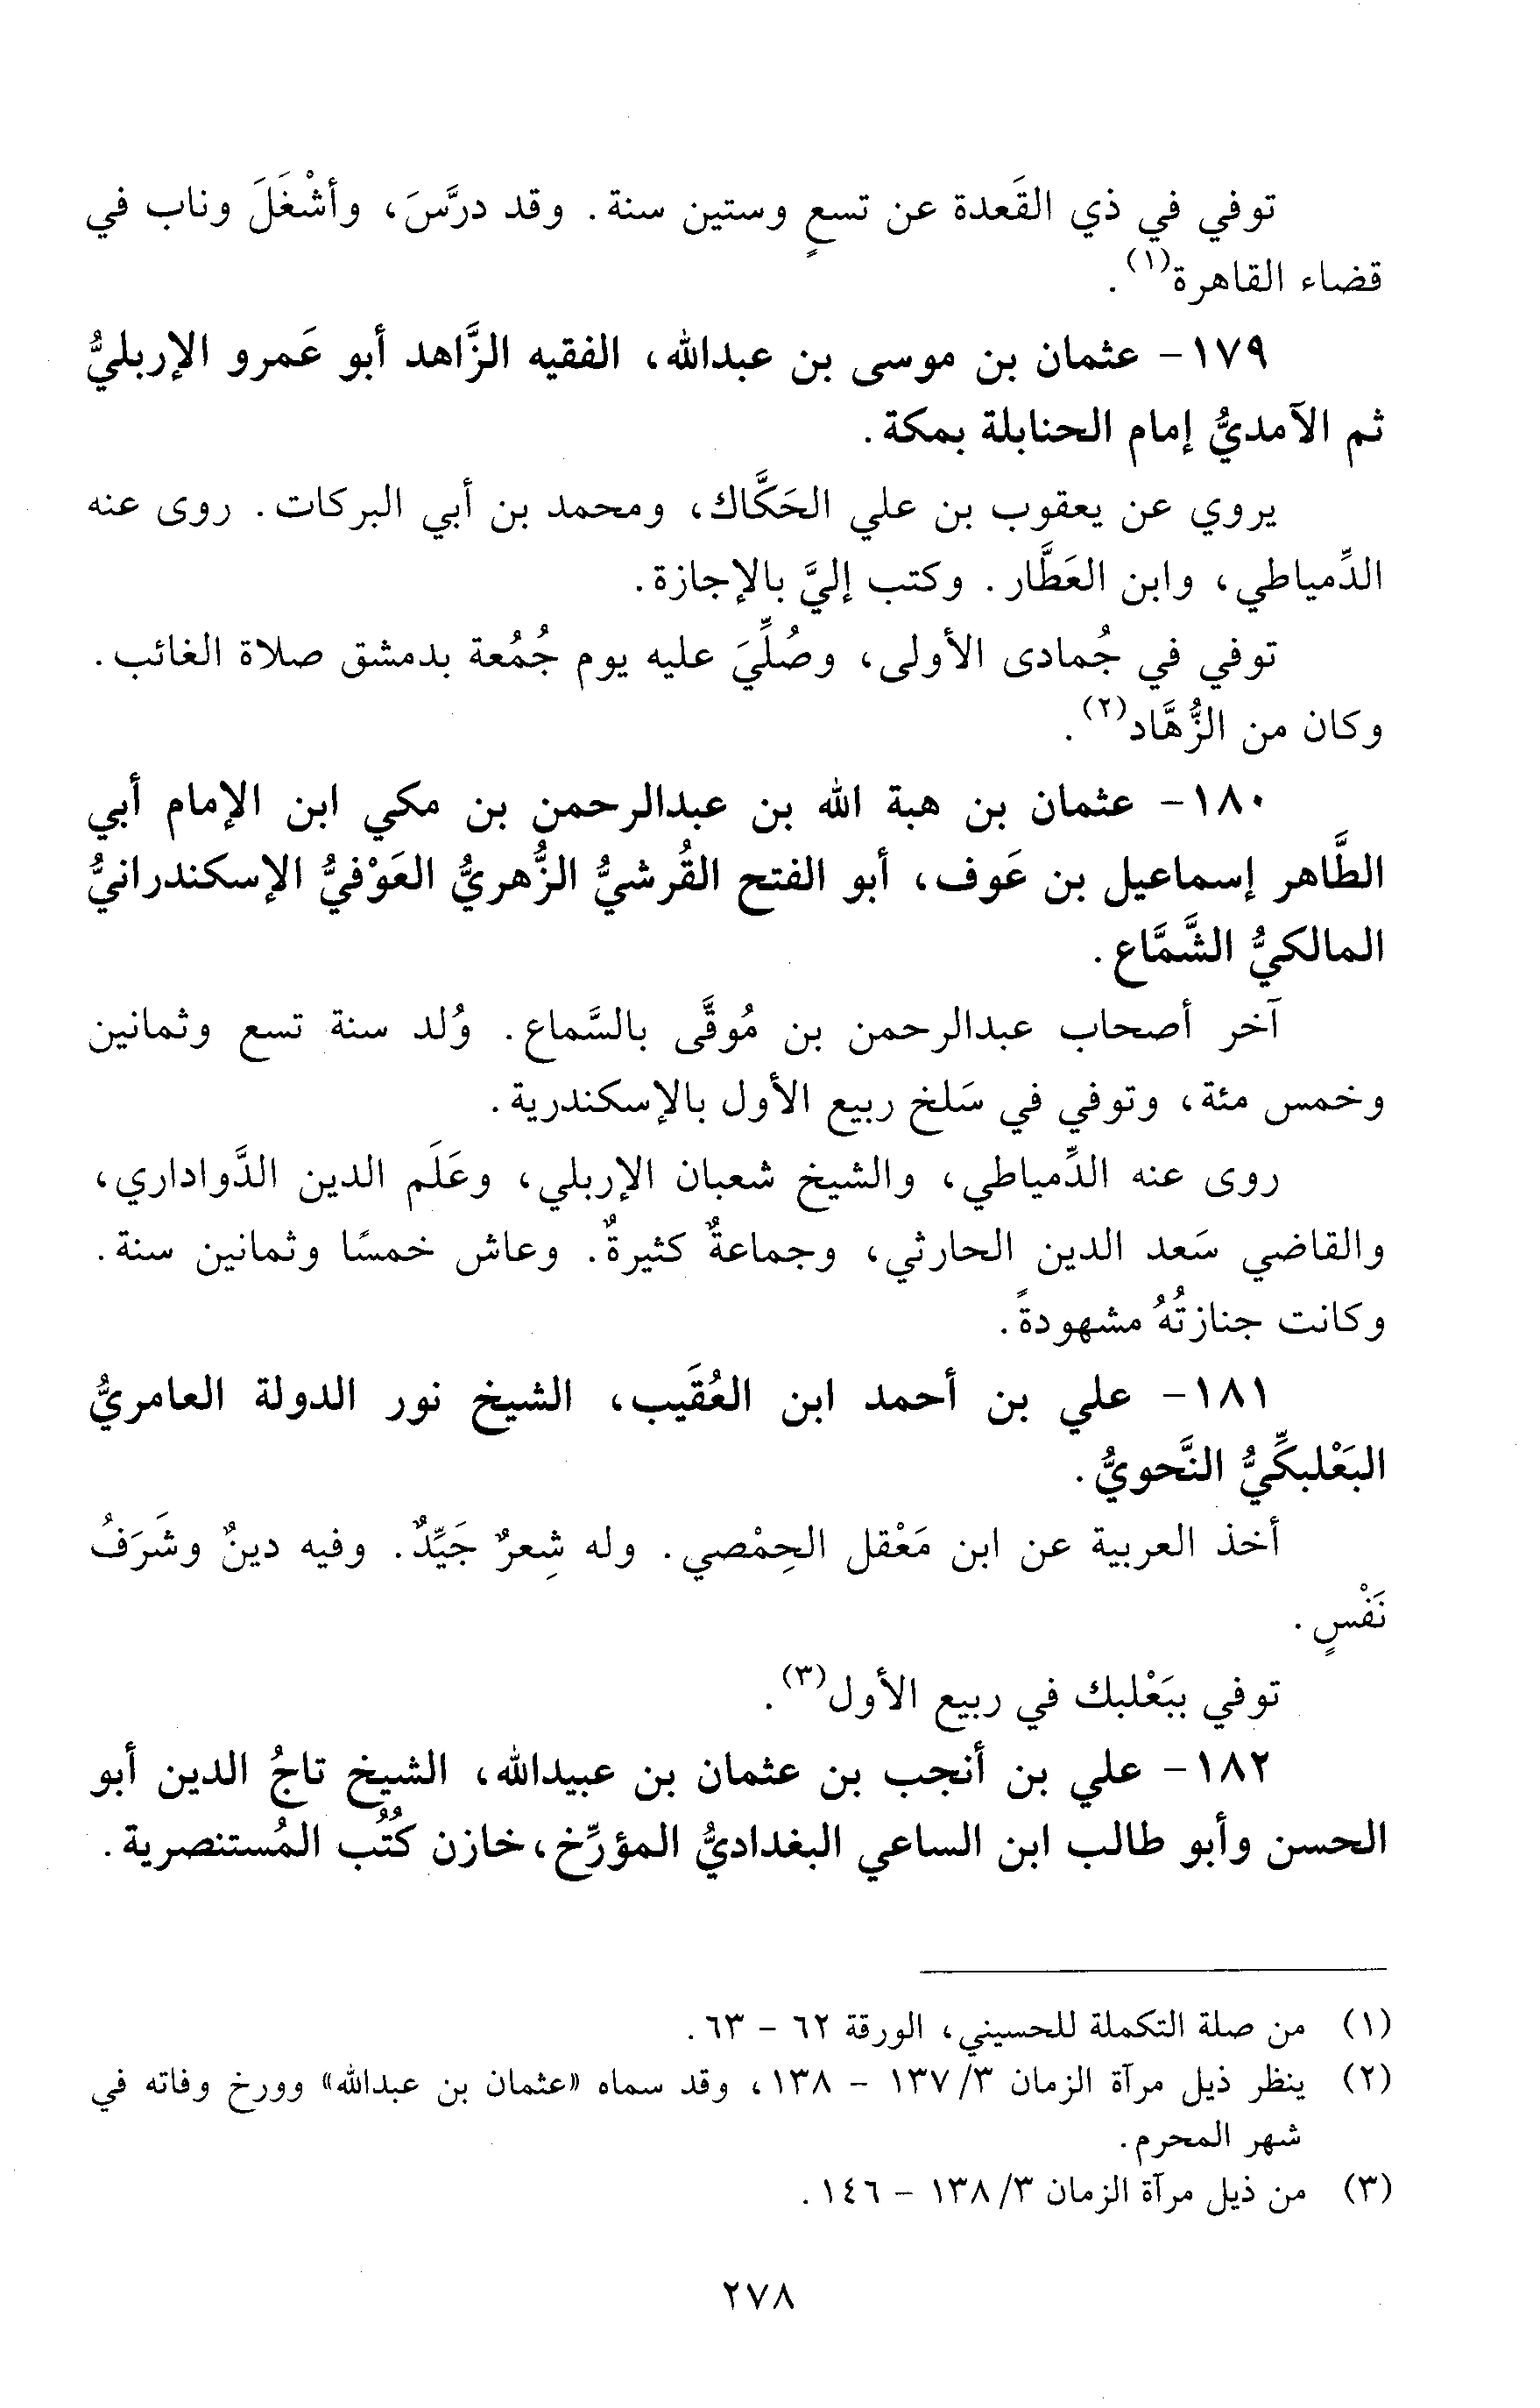 توفي في ذي القَعدة عن تسعٍ وستين سنة. وقد درَّسَ، وأشْغَلَ وناب في
قضاء القاهرة(١).
١٧٩- عثمان بن موسى بن عبدالله، الفقيه الزَّاهد أبو عَمرو الإربليُّ
ثم الآمديُّ إمام الحنابلة بمكة.
يروي عن يعقوب بن علي الحَكَّاك، ومحمد بن أبي البركات. روى عنه
الدِّمياطي، وابن العَطَّار. وكتب إليَّ بالإجازة.
توفي في جُمادى الأولى، وصُلِّيَ عليه يوم جُمُعة بدمشق صلاة الغائب.
وكان من الزُّهَّاد(٢).
١٨٠- عثمان بن هبة الله بن عبدالرحمن بن مكي ابن الإمام أبي
الطَّاهر إسماعيل بن عَوف، أبو الفتح القُرشيُّ الزُّهريُّ العَوْفيُّ الإسكندرانيُّ
المالكيُّ الشَّمَّاع.
آخر أصحاب عبدالرحمن بن مُوقَّى بالسَّماع. وُلد سنة تسع وثمانين
وخمس مئة، وتوفي في سَلخ ربيع الأول بالإسكندرية.
روى عنه الدِّمياطي، والشيخ شعبان الإربلي، وعَلَم الدين الدَّواداري،
والقاضي سَعد الدين الحارثي، وجماعةٌ كثيرةٌ. وعاش خمسًا وثمانين سنة.
وكانت جنازتُهُ مشهودةً.
١٨١- علي بن أحمد ابن العُقَيب، الشيخ نور الدولة العامريُّ
البَعْلبكِّيُّ النَّحويُّ.
أخذ العربية عن ابن مَعْقل الحِمْصي. وله شِعرٌ جَيِّدٌ. وفيه دينٌ وشَرَفُ
نَفْسٍ.
توفي ببَعْلبك في ربيع الأول(٣).
١٨٢- علي بن أنجب بن عثمان بن عبيدالله، الشيخ تاجُ الدين أبو
الحسن وأبو طالب ابن الساعي البغداديُّ المؤرِّخ، خازن كُتُب المُستنصرية.
(١) من صلة التكملة للحسيني، الورقة ٦٢ - ٦٣.
(٢) ينظر ذيل مرآة الزمان ٣/ ١٣٧ - ١٣٨، وقد سماه «عثمان بن عبدالله» وورخ وفاته في
شهر المحرم.
(٣) من ذيل مرآة الزمان ٣/ ١٣٨ - ١٤٦.
٢٧٨